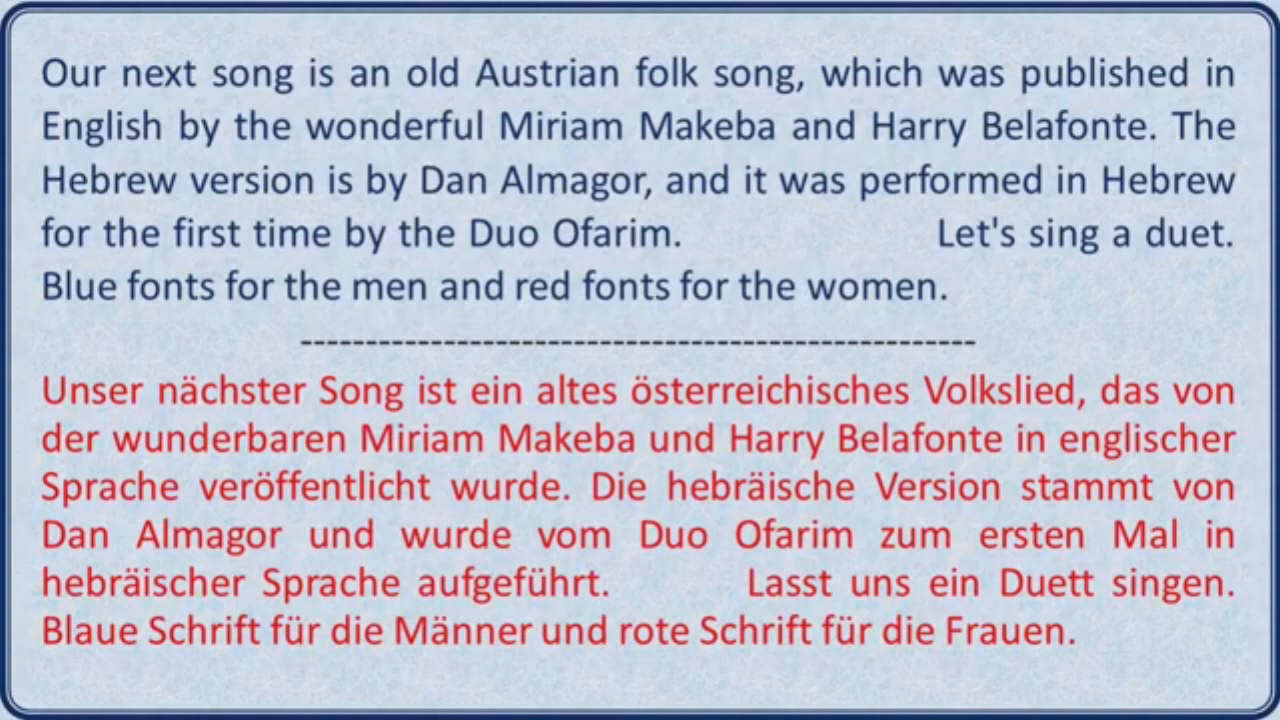 Our next song is an old Austrian folk song, which was published in
English by the wonderful Miriam Makeba and Harry Belafonte. The
Hebrew version is by Dan Almagor, and it was performed in Hebrew
for the first time by the Duo Ofarim. Let's sing a duet.
Blue fonts for the men and red fonts for the women.
----------------------------------------------------
Unser nächster Song ist ein altes österreichisches Volkslied, das von
der wunderbaren Miriam Makeba und Harry Belafonte in englischer
Sprache veröffentlicht wurde. Die hebräische Version stammt von
Dan Almagor und wurde vom Duo Ofarim zum ersten Mal in
hebräischer Sprache aufgeführt. Lasst uns ein Duett singen.
Blaue Schrift für die Männer und rote Schrift für die Frauen.